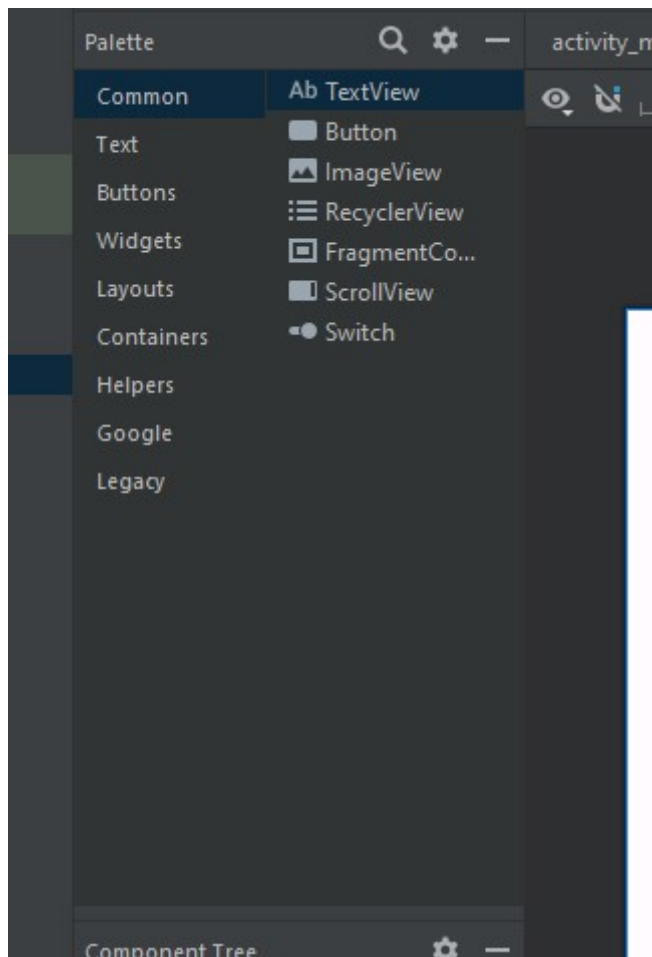 Palette
activity_m
Common
Ab TextView
Text
Button
Buttons
ImageView
Widgets
RecyclerView
Layouts
FragmentCo...
Containers
ScrollView
Helpers
Switch
Google
Legacy
Component Tree